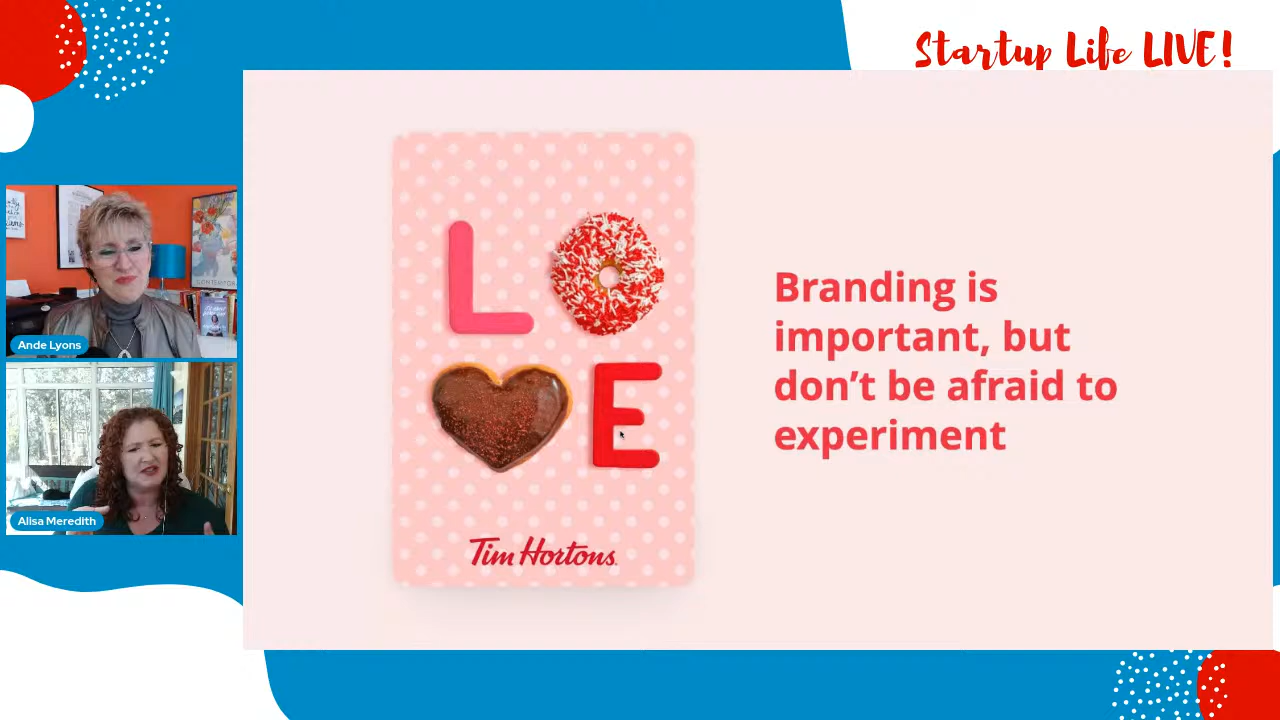 Startup Life LIVE!
L O
E
Tim Hortons
Branding is
important, but
don't be afraid to
experiment
Ande Lyons
Alisa Meredith